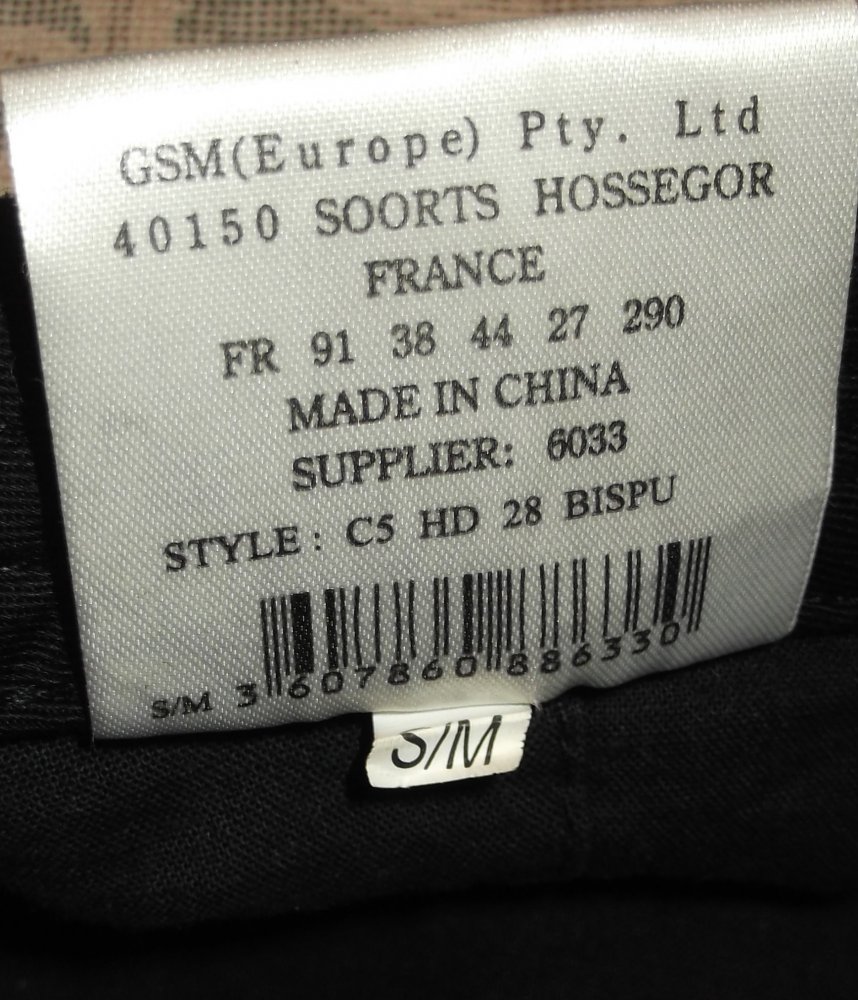 GSM(Europe) Pty. Ltd
40150 SOORTS HOSSEGOR
FRANCE
FR 91 38 44 27 290
MADE IN CHINA
SUPPLIER: 6033
STYLE: C5 HD 28 BISPU
S/M 3 607860 886330
S/M